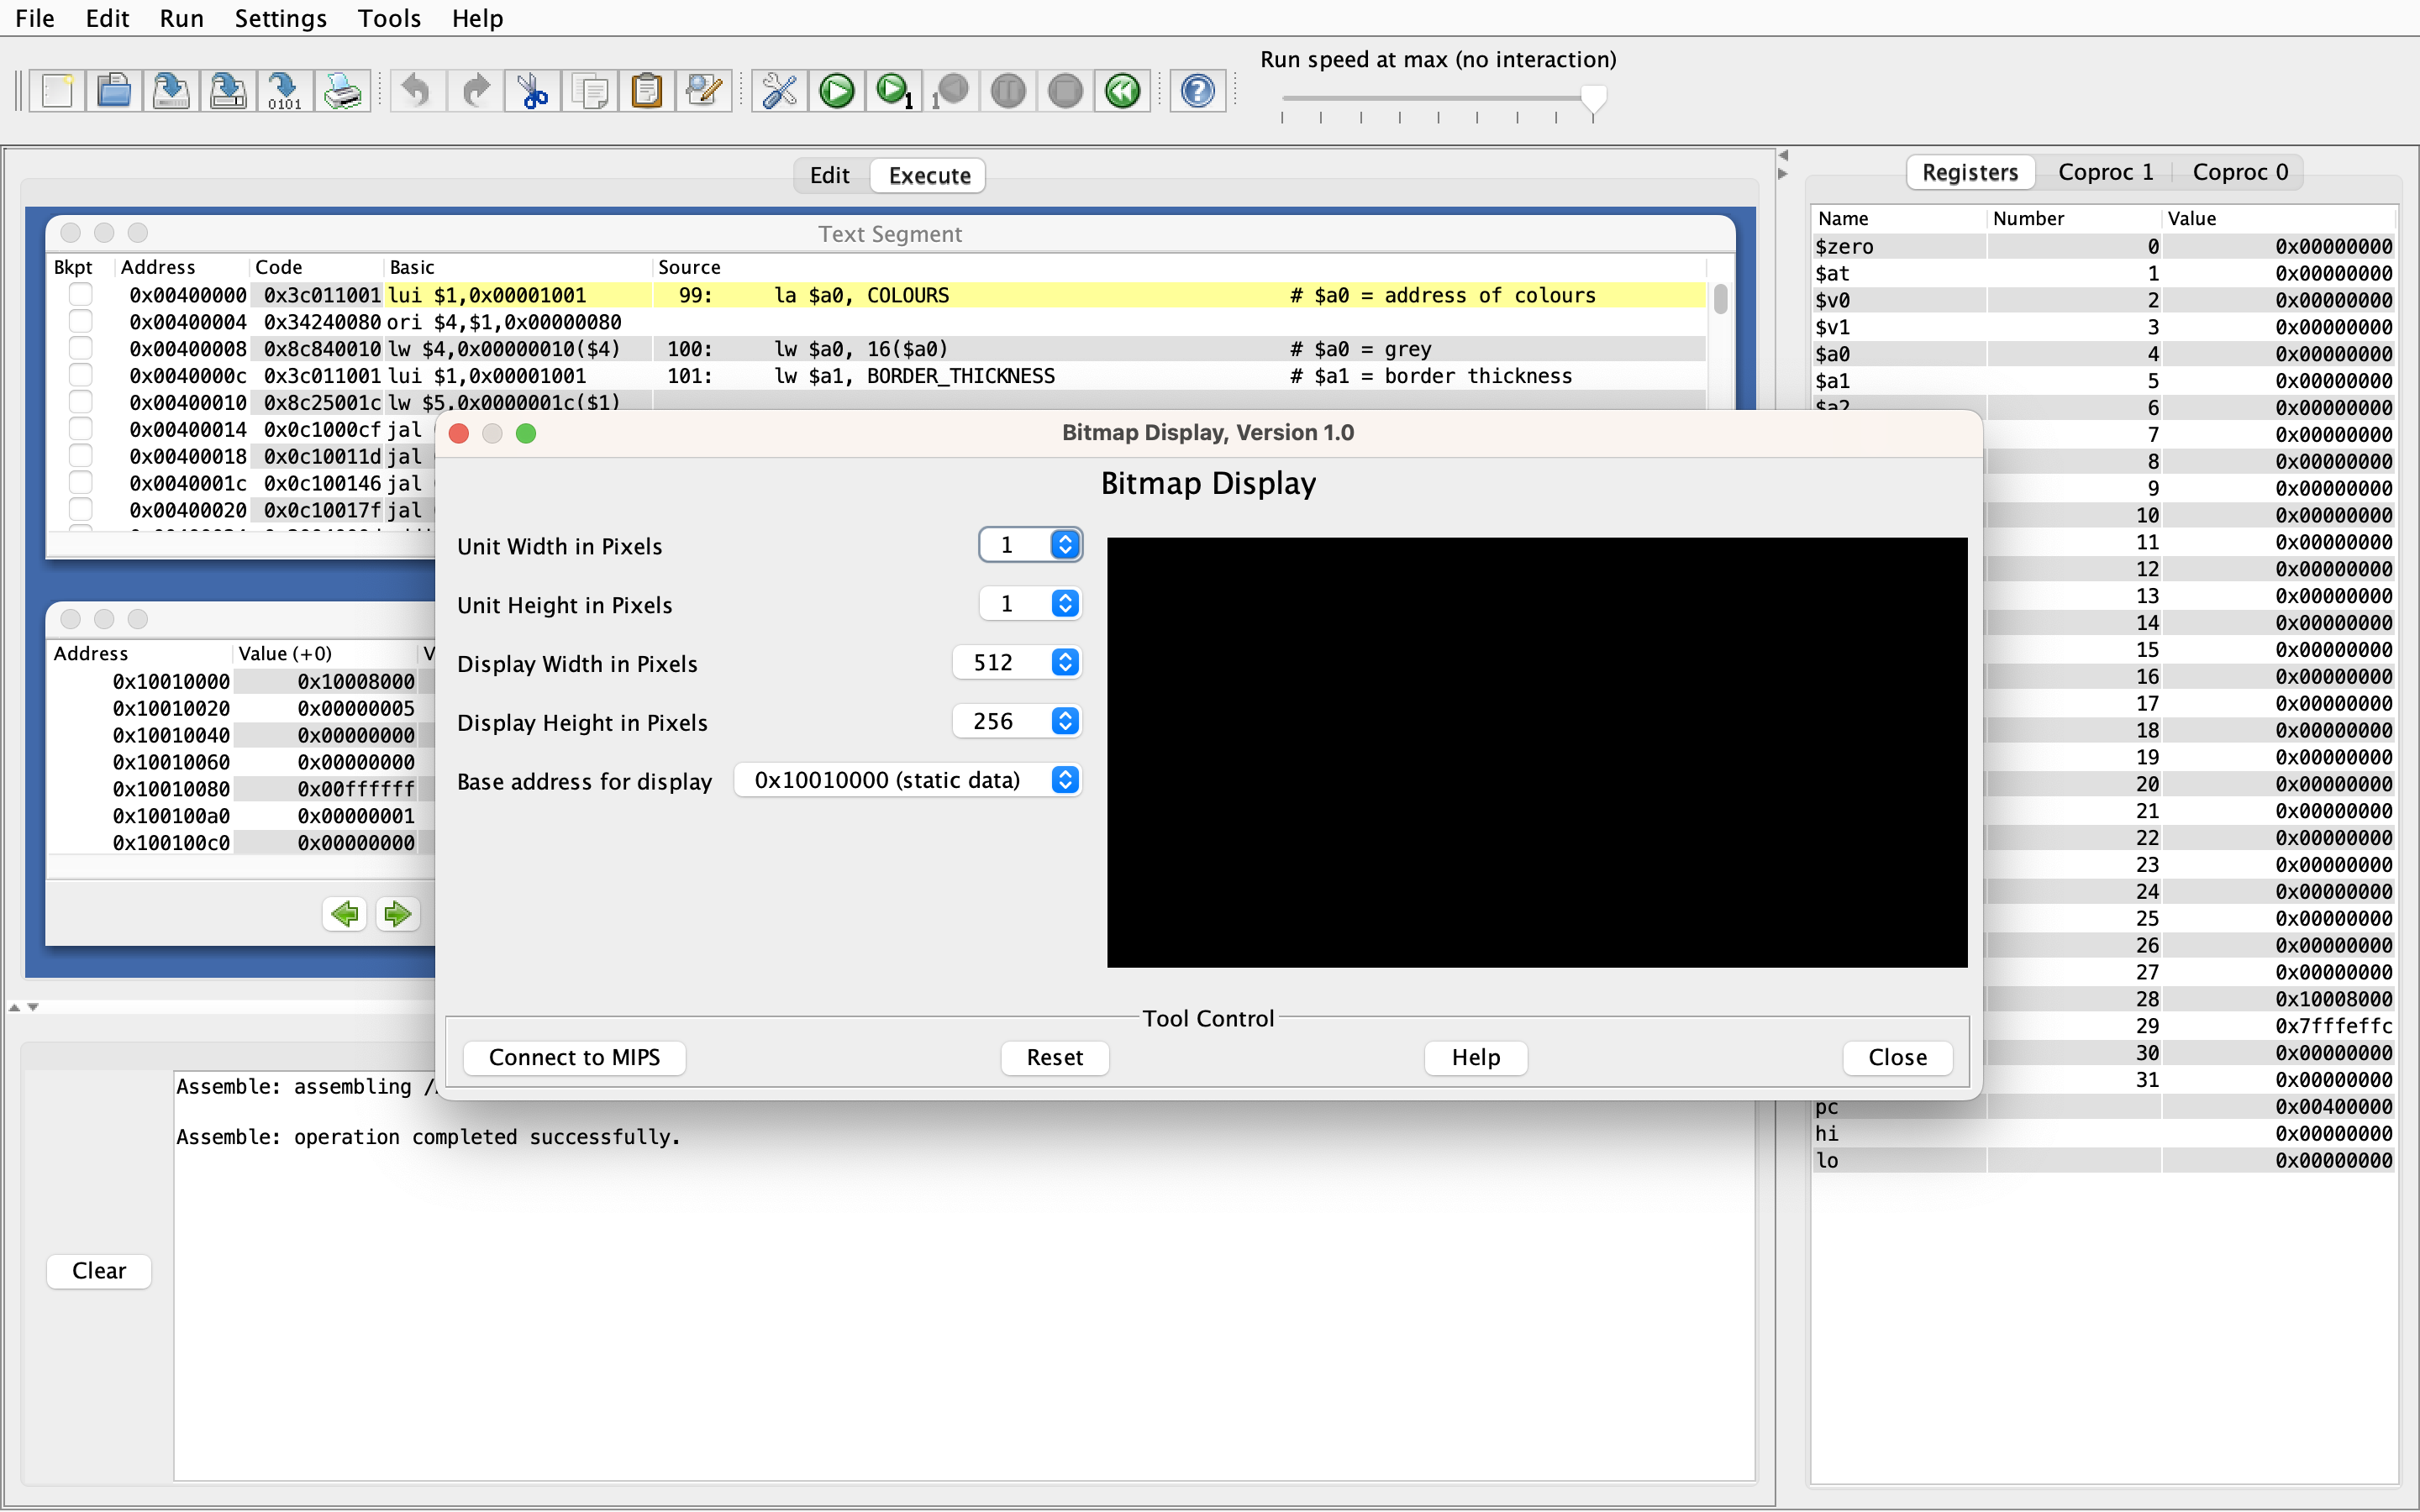 File Edit Run Settings Tools Help
Run speed at max (no interaction)
0101
1
1
Edit Execute
Registers Coproc 1 Coproc 0
Text Segment
Bkpt Address Code Basic Source
0x00400000 0x3c011001 lui $1,0x00001001 99: la $a0, COLOURS # $a0 = address of colours
0x00400004 0x34240080 ori $4,$1,0x00000080
0x00400008 0x8c840010 lw $4,0x00000010($4) 100: lw $a0, 16($a0) # $a0 = grey
0x0040000c 0x3c011001 lui $1,0x00001001 101: lw $a1, BORDER_THICKNESS # $a1 = border thickness
0x00400010 0x8c25001c lw $5,0x0000001c($1)
0x00400014 0x0c1000cf jal
0x00400018 0x0c10011d jal
0x0040001c 0x0c100146 jal
0x00400020 0x0c10017f jal
Address Value (+0) V
0x10010000 0x10008000
0x10010020 0x00000005
0x10010040 0x00000000
0x10010060 0x00000000
0x10010080 0x00ffffff
0x100100a0 0x00000001
0x100100c0 0x00000000
Bitmap Display, Version 1.0
Bitmap Display
Unit Width in Pixels 1
Unit Height in Pixels 1
Display Width in Pixels 512
Display Height in Pixels 256
Base address for display 0x10010000 (static data)
Tool Control
Connect to MIPS Reset Help Close
Clear
Assemble: assembling /
Assemble: operation completed successfully.
Name Number Value
$zero 0 0x00000000
$at 1 0x00000000
$v0 2 0x00000000
$v1 3 0x00000000
$a0 4 0x00000000
$a1 5 0x00000000
$a2 6 0x00000000
7 0x00000000
8 0x00000000
9 0x00000000
10 0x00000000
11 0x00000000
12 0x00000000
13 0x00000000
14 0x00000000
15 0x00000000
16 0x00000000
17 0x00000000
18 0x00000000
19 0x00000000
20 0x00000000
21 0x00000000
22 0x00000000
23 0x00000000
24 0x00000000
25 0x00000000
26 0x00000000
27 0x00000000
28 0x10008000
29 0x7fffeffc
30 0x00000000
31 0x00000000
pc 0x00400000
hi 0x00000000
lo 0x00000000